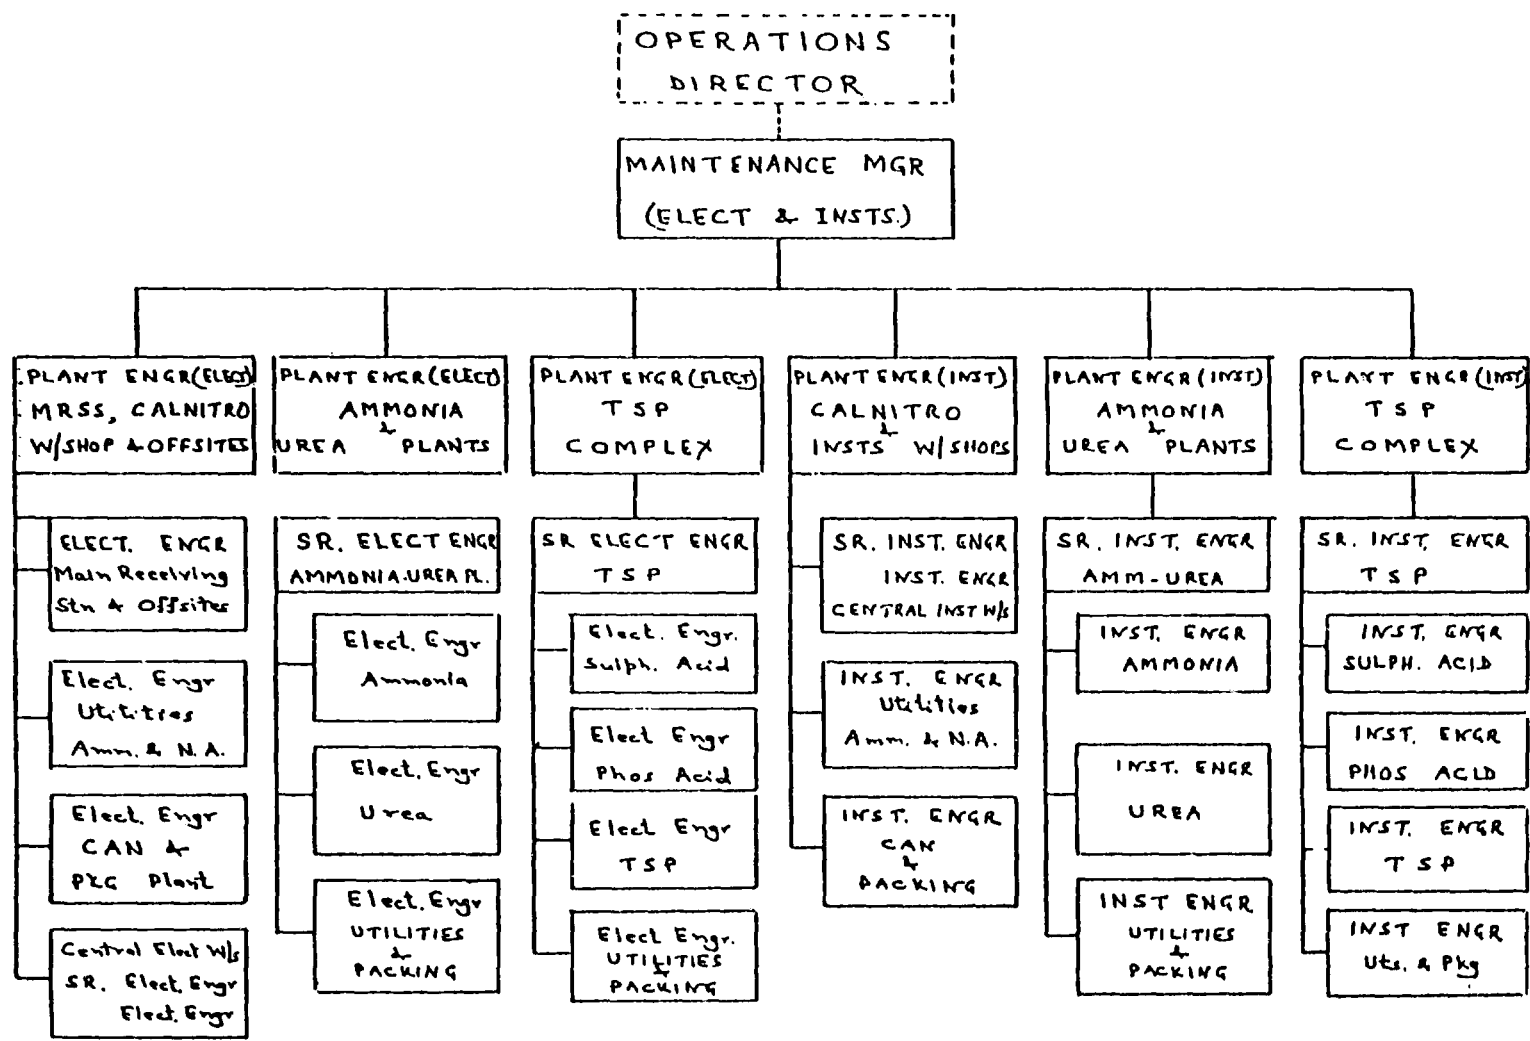 OPERATIONS
DIRECTOR
MAINTENANCE MGR
(ELECT & INSTS.)
PLANT ENGR(ELECT)
MRSS, CALNITRO
W/SHOP & OFFSITES
PLANT ENGR(ELECT)
AMMONIA
&
UREA PLANTS
PLANT ENGR(ELECT)
TSP
COMPLEX
PLANT ENGR(INST)
CALNITRO
&
INSTS W/SHOPS
PLANT ENGR(INST)
AMMONIA
&
UREA PLANTS
PLANT ENGR(INST)
TSP
COMPLEX
ELECT. ENGR
Main Receiving
Stn & Offsites
Elect. Engr
Utilities
Amm. & N.A.
Elect. Engr
CAN &
PKG Plant
Central Elect W/s
SR. Elect. Engr
Elect. Engr
SR. ELECT ENGR
AMMONIA-UREA PL.
Elect. Engr
Ammonia
Elect. Engr
Urea
Elect. Engr
UTILITIES
&
PACKING
SR ELECT ENGR
TSP
Elect. Engr.
Sulph. Acid
Elect Engr
Phos Acid
Elect Engr
TSP
Elect Engr.
UTILITIES
&
PACKING
SR. INST. ENGR
INST. ENGR
CENTRAL INST W/s
INST. ENGR
Utilities
Amm. & N.A.
INST. ENGR
CAN
&
PACKING
SR. INST. ENGR
AMM-UREA
INST. ENGR
AMMONIA
INST. ENGR
UREA
INST ENGR
UTILITIES
&
PACKING
SR. INST. ENGR
TSP
INST. ENGR
SULPH. ACID
INST. ENGR
PHOS ACID
INST. ENGR
TSP
INST ENGR
Uts. & Pkg